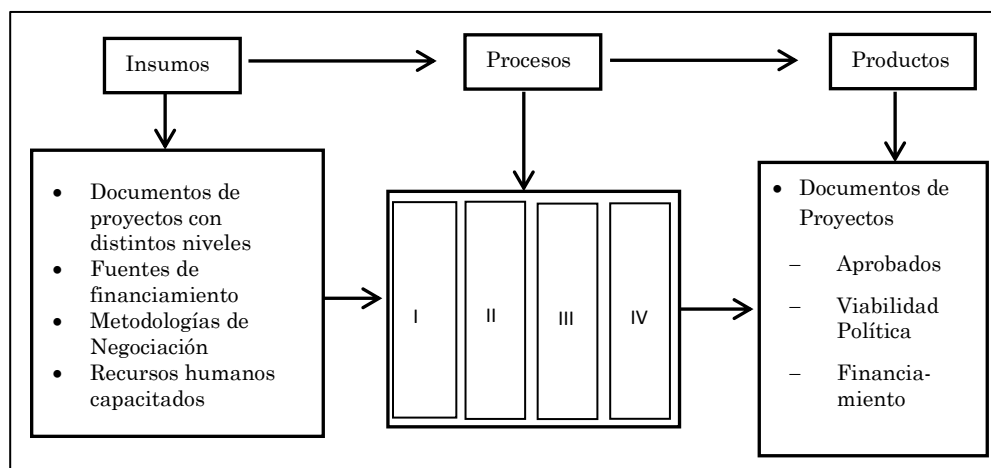 Insumos
Procesos
Productos
• Documentos de
proyectos con
distintos niveles
• Fuentes de
financiamiento
• Metodologías de
Negociación
• Recursos humanos
capacitados
I
II
III
IV
• Documentos de
Proyectos
– Aprobados
– Viabilidad
Política
– Financia-
miento